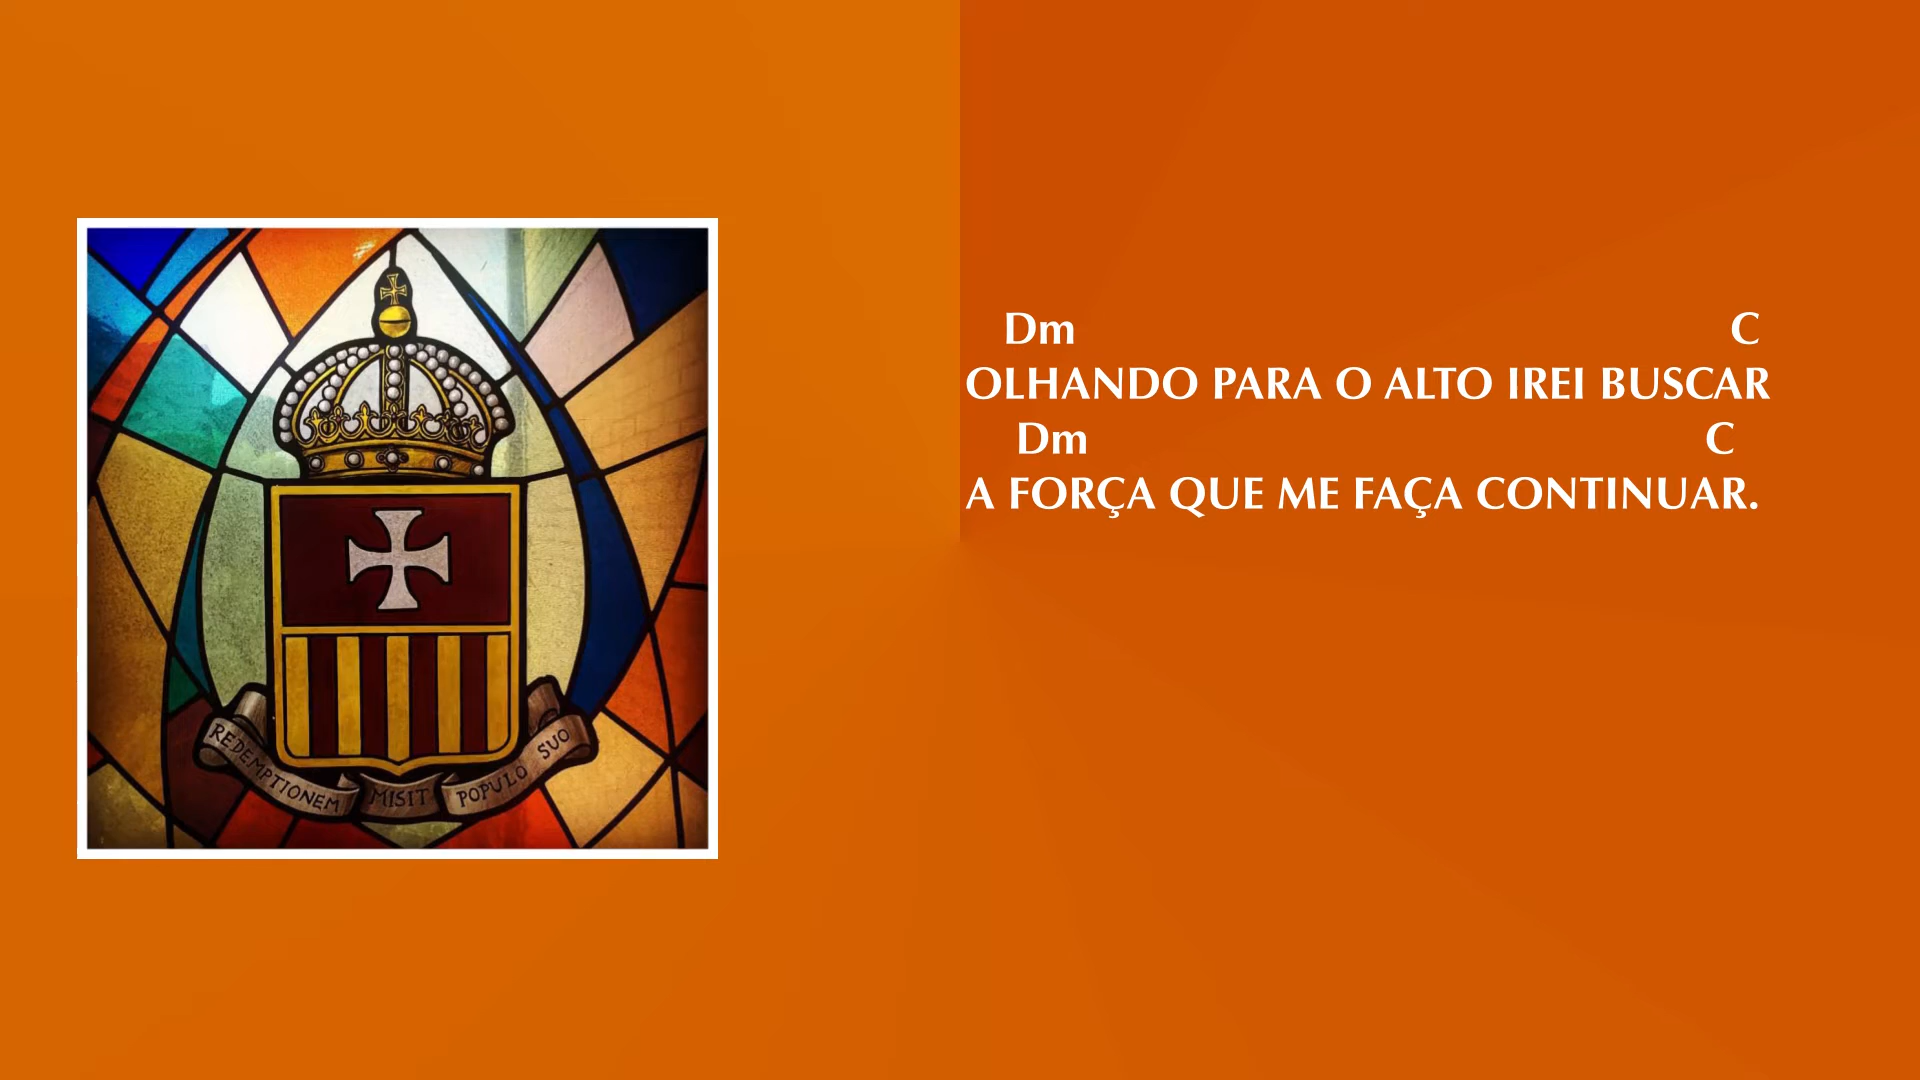 Dm C
OLHANDO PARA O ALTO IREI BUSCAR
Dm C
A FORÇA QUE ME FAÇA CONTINUAR.
REDEMPTIONEM MISIT POPULO SUO